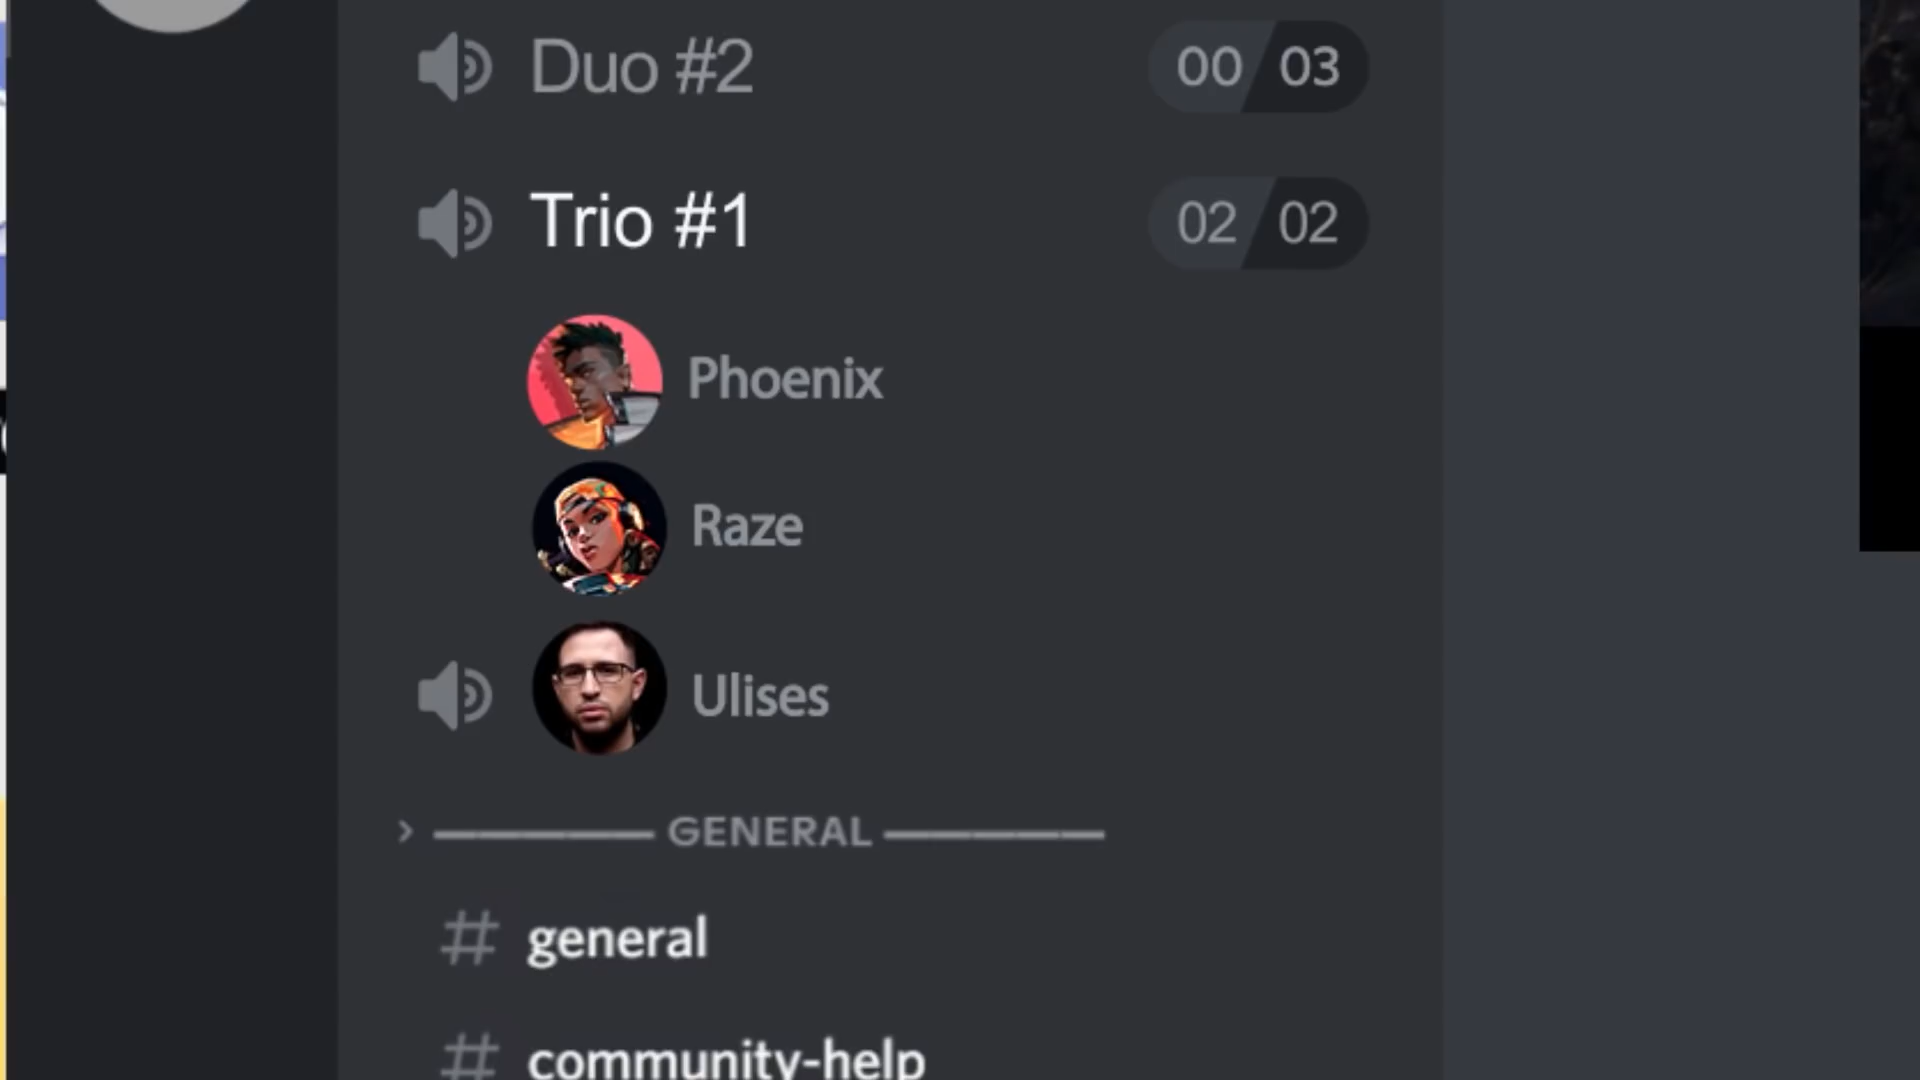 Duo #2 00 03
Trio #1 02 02
Phoenix
Raze
Ulises
GENERAL
# general
# community-help